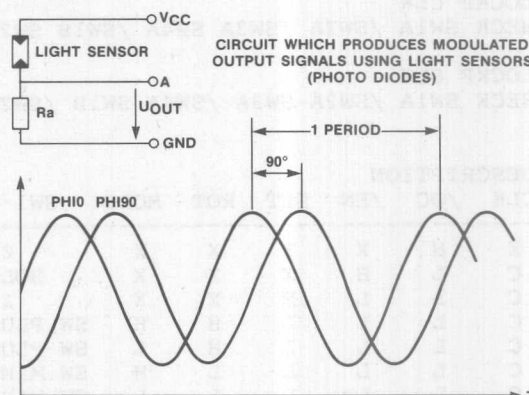 VCC
LIGHT SENSOR
A
Ra
UOUT
GND
CIRCUIT WHICH PRODUCES MODULATED
OUTPUT SIGNALS USING LIGHT SENSORS
(PHOTO DIODES)
1 PERIOD
90°
PHI0 PHI90